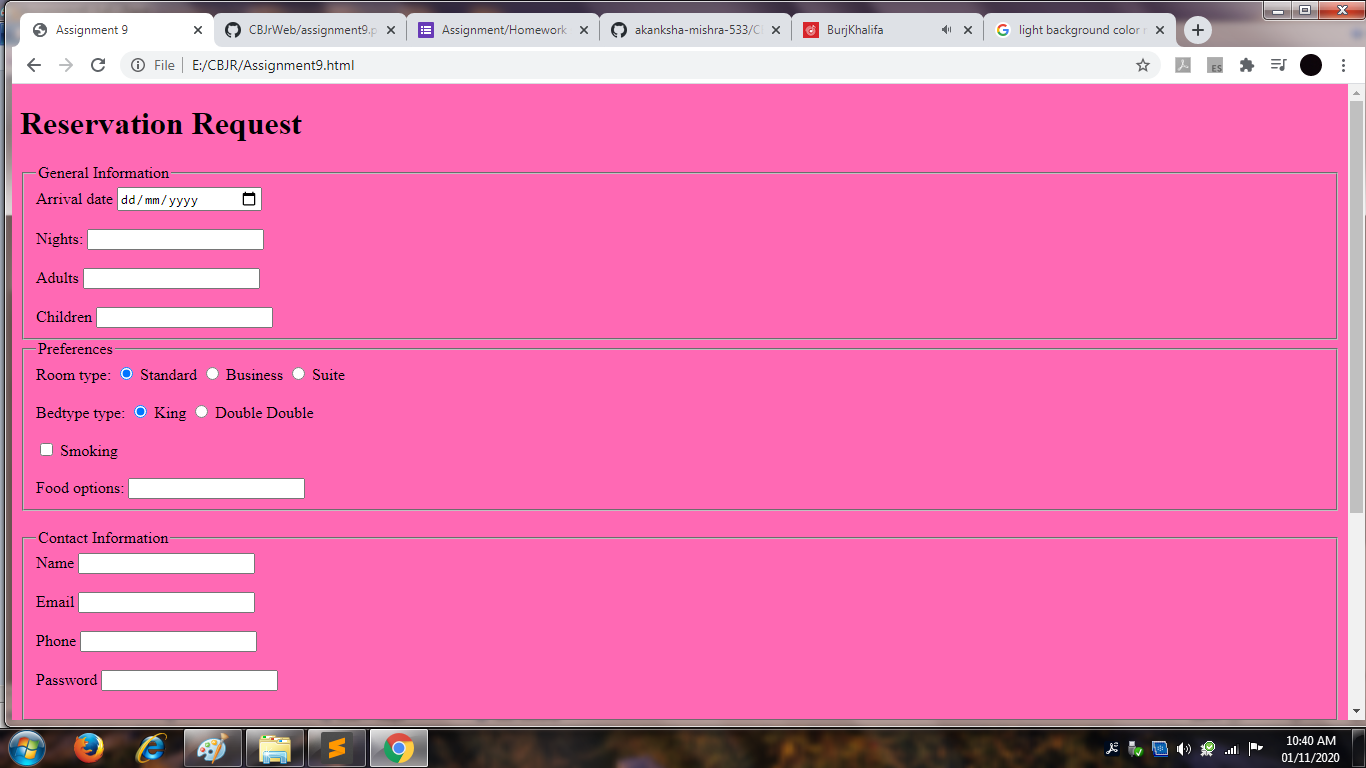 Assignment 9
CBJrWeb/assignment9.p
Assignment/Homework
akanksha-mishra-533/C
BurjKhalifa
light background color
File
E:/CBJR/Assignment9.html
ES
Reservation Request
General Information
Arrival date dd/mm/yyyy
Nights:
Adults
Children
Preferences
Room type: Standard Business Suite
Bedtype type: King Double Double
Smoking
Food options:
Contact Information
Name
Email
Phone
Password
10:40 AM
01/11/2020